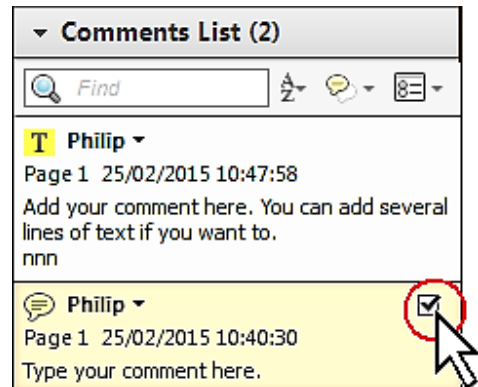 Comments List (2)
Find
T Philip
Page 1 25/02/2015 10:47:58
Add your comment here. You can add several
lines of text if you want to.
nnn
Philip
Page 1 25/02/2015 10:40:30
Type your comment here.